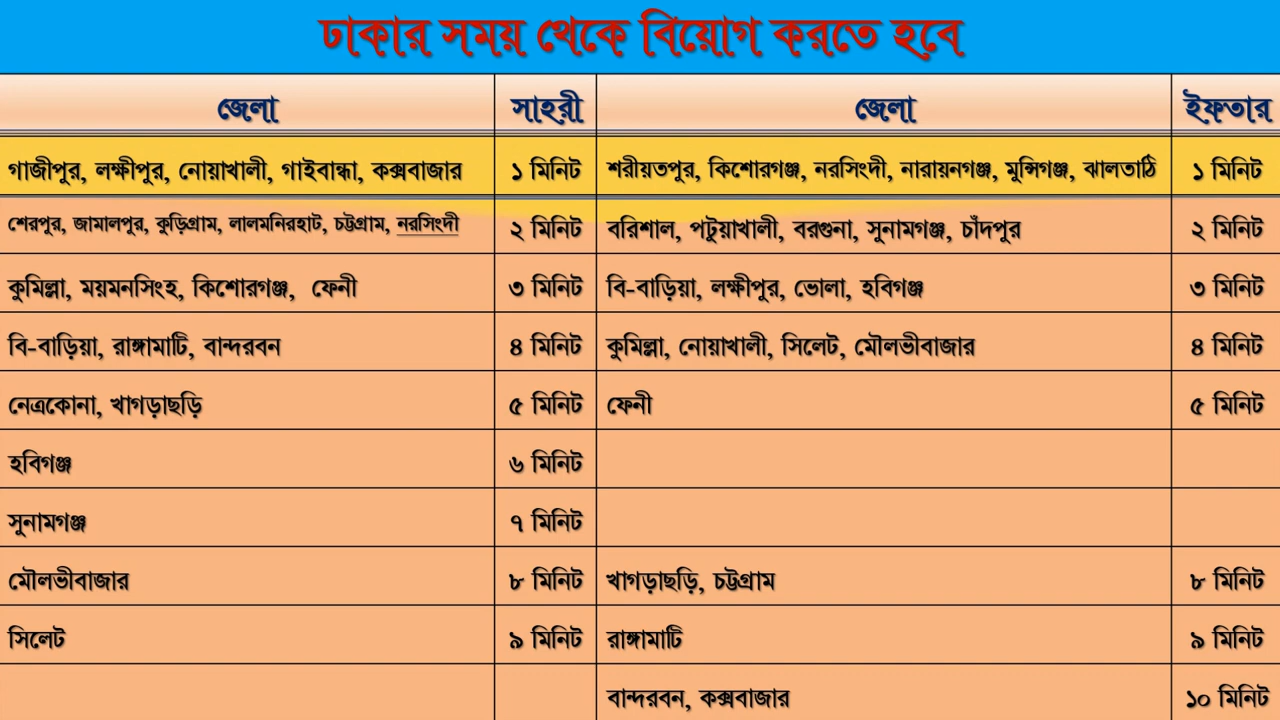 ঢাকার সময় থেকে বিয়োগ করতে হবে
জেলা সাহরী জেলা ইফতার
গাজীপুর, লক্ষীপুর, নোয়াখালী, গাইবান্ধা, কক্সবাজার ১ মিনিট শরীয়তপুর, কিশোরগঞ্জ, নরসিংদী, নারায়নগঞ্জ, মুন্সিগঞ্জ, ঝালতাঠি ১ মিনিট
শেরপুর, জামালপুর, কুড়িগ্রাম, লালমনিরহাট, চট্টগ্রাম, নরসিংদী ২ মিনিট বরিশাল, পটুয়াখালী, বরগুনা, সুনামগঞ্জ, চাঁদপুর ২ মিনিট
কুমিল্লা, ময়মনসিংহ, কিশোরগঞ্জ, ফেনী ৩ মিনিট বি-বাড়িয়া, লক্ষীপুর, ভোলা, হবিগঞ্জ ৩ মিনিট
বি-বাড়িয়া, রাঙ্গামাটি, বান্দরবন ৪ মিনিট কুমিল্লা, নোয়াখালী, সিলেট, মৌলভীবাজার ৪ মিনিট
নেত্রকোনা, খাগড়াছড়ি ৫ মিনিট ফেনী ৫ মিনিট
হবিগঞ্জ ৬ মিনিট
সুনামগঞ্জ ৭ মিনিট
মৌলভীবাজার ৮ মিনিট খাগড়াছড়ি, চট্টগ্রাম ৮ মিনিট
সিলেট ৯ মিনিট রাঙ্গামাটি ৯ মিনিট
বান্দরবন, কক্সবাজার ১০ মিনিট